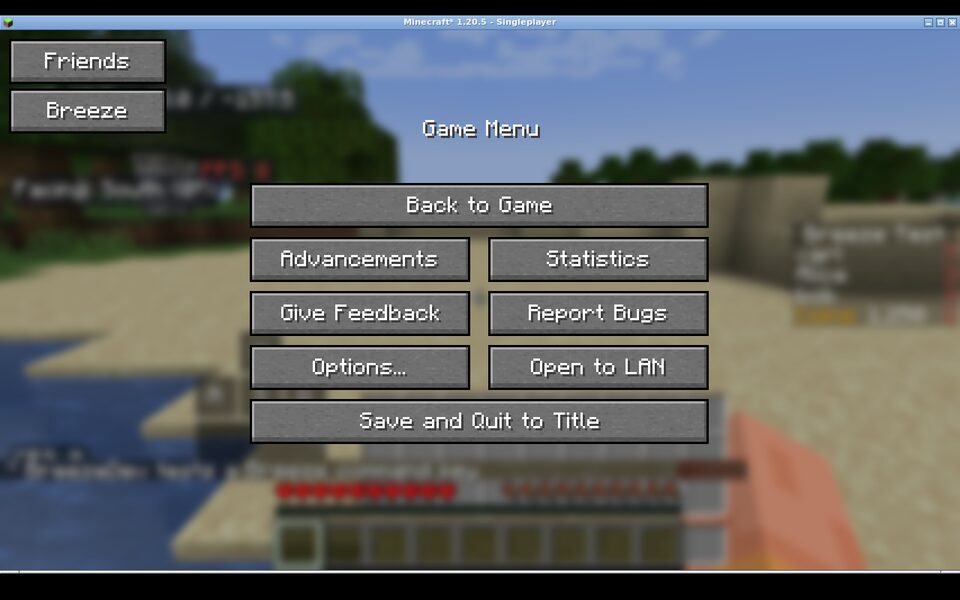 Minecraft* 1.20.5 - Singleplayer
Friends
Breeze
Game Menu
Back to Game
Advancements
Statistics
Give Feedback
Report Bugs
Options...
Open to LAN
Save and Quit to Title